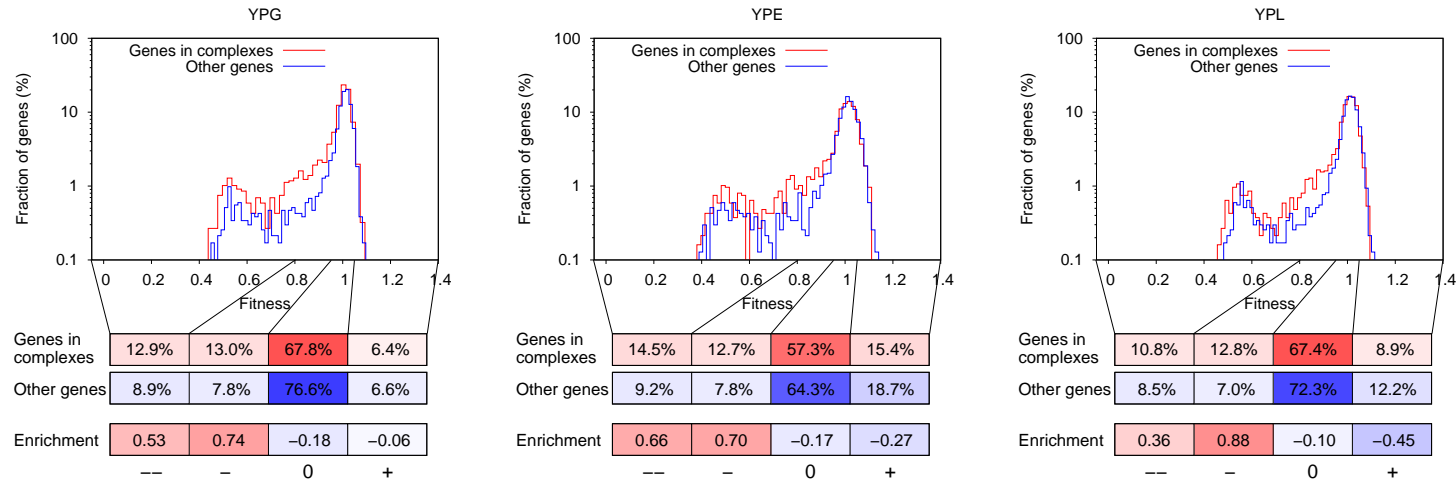 YPG
100
10
1
0.1
Fraction of genes (%)
Genes in complexes
Other genes
0 0.2 0.4 0.6 0.8 1 1.2 1.4
Fitness
Genes in complexes 12.9% 13.0% 67.8% 6.4%
Other genes 8.9% 7.8% 76.6% 6.6%
Enrichment 0.53 0.74 −0.18 −0.06
−− − 0 +
YPE
100
10
1
0.1
Fraction of genes (%)
Genes in complexes
Other genes
0 0.2 0.4 0.6 0.8 1 1.2 1.4
Fitness
Genes in complexes 14.5% 12.7% 57.3% 15.4%
Other genes 9.2% 7.8% 64.3% 18.7%
Enrichment 0.66 0.70 −0.17 −0.27
−− − 0 +
YPL
100
10
1
0.1
Fraction of genes (%)
Genes in complexes
Other genes
0 0.2 0.4 0.6 0.8 1 1.2 1.4
Fitness
Genes in complexes 10.8% 12.8% 67.4% 8.9%
Other genes 8.5% 7.0% 72.3% 12.2%
Enrichment 0.36 0.88 −0.10 −0.45
−− − 0 +